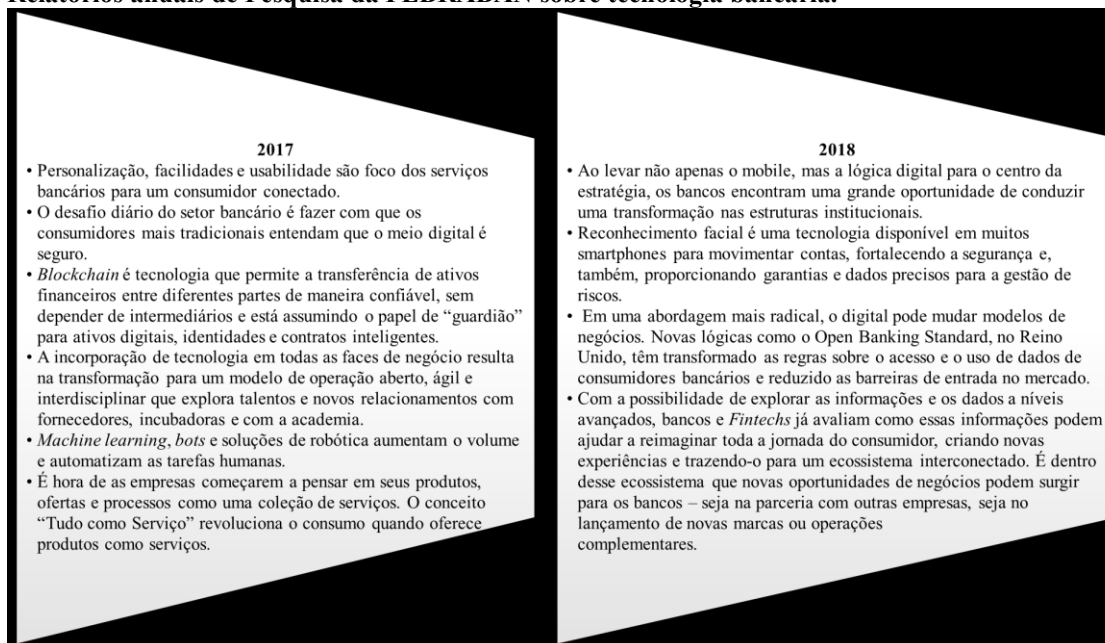 Relatórios anuais de Pesquisa da FEBRABAN sobre tecnologia bancária.
2017
• Personalização, facilidades e usabilidade são foco dos serviços
bancários para um consumidor conectado.
• O desafio diário do setor bancário é fazer com que os
consumidores mais tradicionais entendam que o meio digital é
seguro.
• Blockchain é tecnologia que permite a transferência de ativos
financeiros entre diferentes partes de maneira confiável, sem
depender de intermediários e está assumindo o papel de “guardião”
para ativos digitais, identidades e contratos inteligentes.
• A incorporação de tecnologia em todas as faces de negócio resulta
na transformação para um modelo de operação aberto, ágil e
interdisciplinar que explora talentos e novos relacionamentos com
fornecedores, incubadoras e com a academia.
• Machine learning, bots e soluções de robótica aumentam o volume
e automatizam as tarefas humanas.
• É hora de as empresas começarem a pensar em seus produtos,
ofertas e processos como uma coleção de serviços. O conceito
“Tudo como Serviço” revoluciona o consumo quando oferece
produtos como serviços.
2018
• Ao levar não apenas o mobile, mas a lógica digital para o centro da
estratégia, os bancos encontram uma grande oportunidade de conduzir
uma transformação nas estruturas institucionais.
• Reconhecimento facial é uma tecnologia disponível em muitos
smartphones para movimentar contas, fortalecendo a segurança e,
também, proporcionando garantias e dados precisos para a gestão de
riscos.
• Em uma abordagem mais radical, o digital pode mudar modelos de
negócios. Novas lógicas como o Open Banking Standard, no Reino
Unido, têm transformado as regras sobre o acesso e o uso de dados de
consumidores bancários e reduzido as barreiras de entrada no mercado.
• Com a possibilidade de explorar as informações e os dados a níveis
avançados, bancos e Fintechs já avaliam como essas informações podem
ajudar a reimaginar toda a jornada do consumidor, criando novas
experiências e trazendo-o para um ecossistema interconectado. É dentro
desse ecossistema que novas oportunidades de negócios podem surgir
para os bancos – seja na parceria com outras empresas, seja no
lançamento de novas marcas ou operações
complementares.